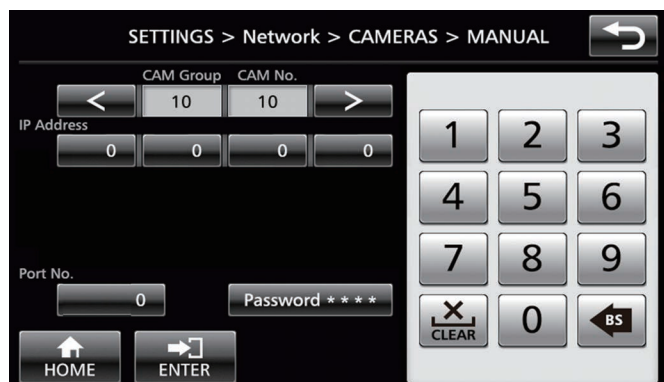 SETTINGS > Network > CAMERAS > MANUAL
CAM Group CAM No.
< 10 10 >
IP Address
0 0 0 0
Port No.
0 Password * * * *
HOME ENTER
1 2 3
4 5 6
7 8 9
CLEAR 0 BS